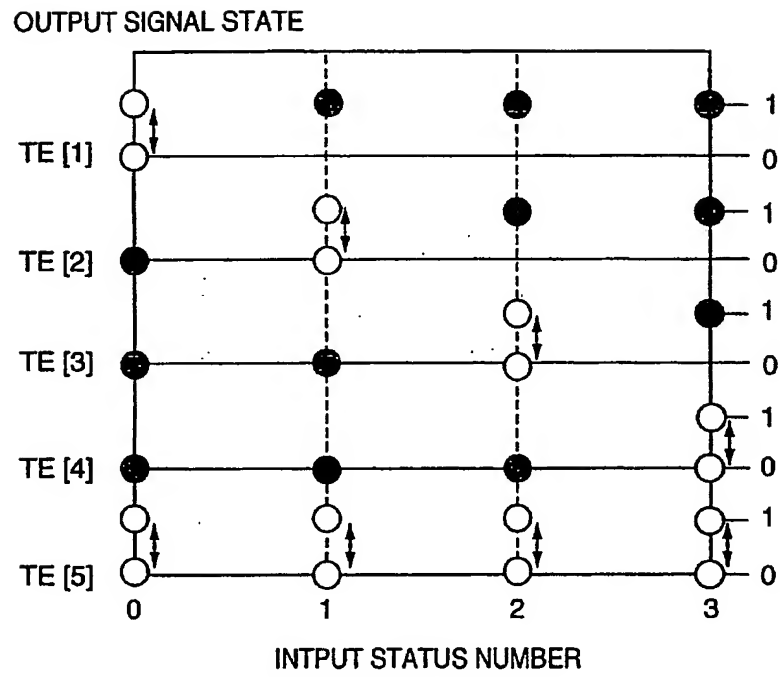 OUTPUT SIGNAL STATE
1
TE [1] 0
1
TE [2] 0
1
TE [3] 0
1
TE [4] 0
1
TE [5] 0
0 1 2 3
INTPUT STATUS NUMBER